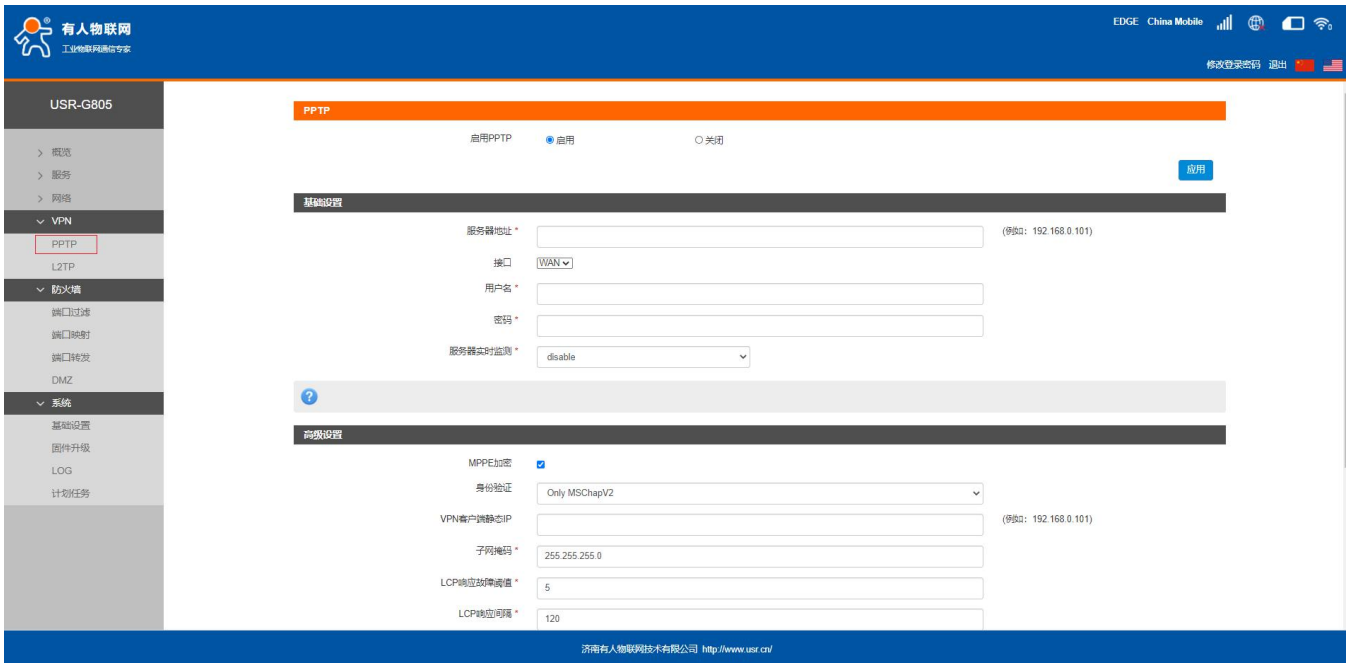 有人物联网
工业物联网通信专家
EDGE China Mobile
修改登录密码 退出
USR-G805
概览
服务
网络
VPN
PPTP
L2TP
防火墙
端口过滤
端口映射
端口转发
DMZ
系统
基础设置
固件升级
LOG
计划任务
PPTP
启用PPTP 启用 关闭
应用
基础设置
服务器地址 * (例如: 192.168.0.101)
接口 WAN
用户名 *
密码 *
服务器实时监测 * disable
?
高级设置
MPPE加密
身份验证 Only MSChapV2
VPN客户端静态IP (例如: 192.168.0.101)
子网掩码 * 255.255.255.0
LCP响应故障阈值 * 5
LCP响应间隔 * 120
济南有人物联网技术有限公司 http://www.usr.cn/